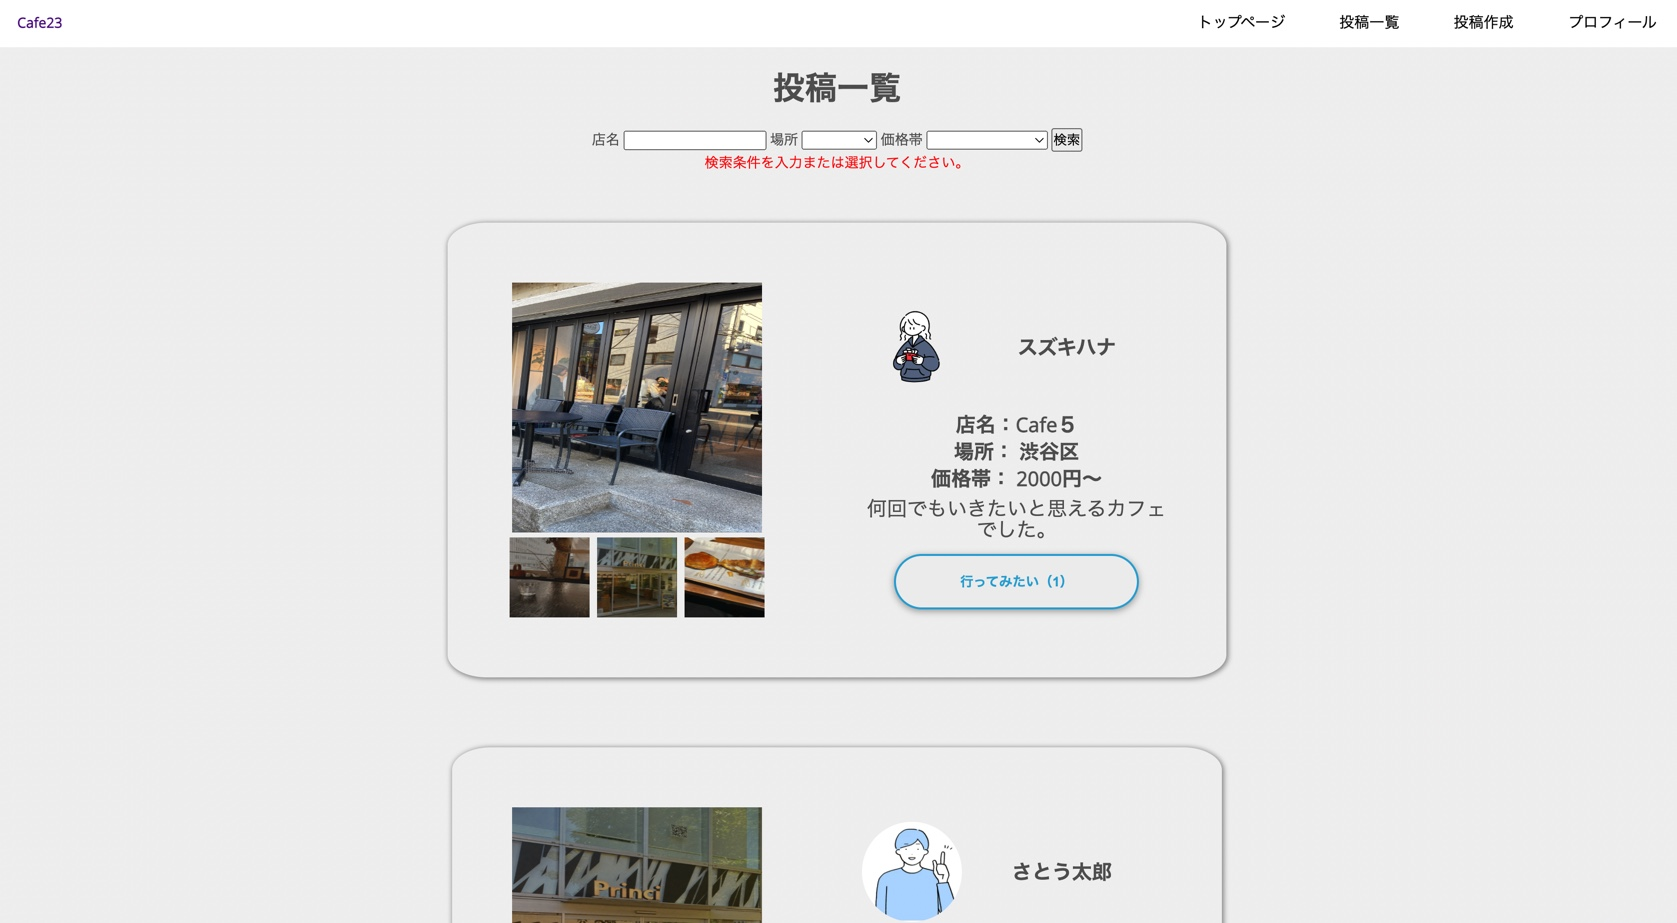 Cafe23 トップページ 投稿一覧 投稿作成 プロフィール
投稿一覧
店名 場所 価格帯 検索
検索条件を入力または選択してください。
スズキハナ
店名：Cafe５
場所： 渋谷区
価格帯： 2000円〜
何回でもいきたいと思えるカフェ
でした。
行ってみたい（1）
Princi
さとう太郎